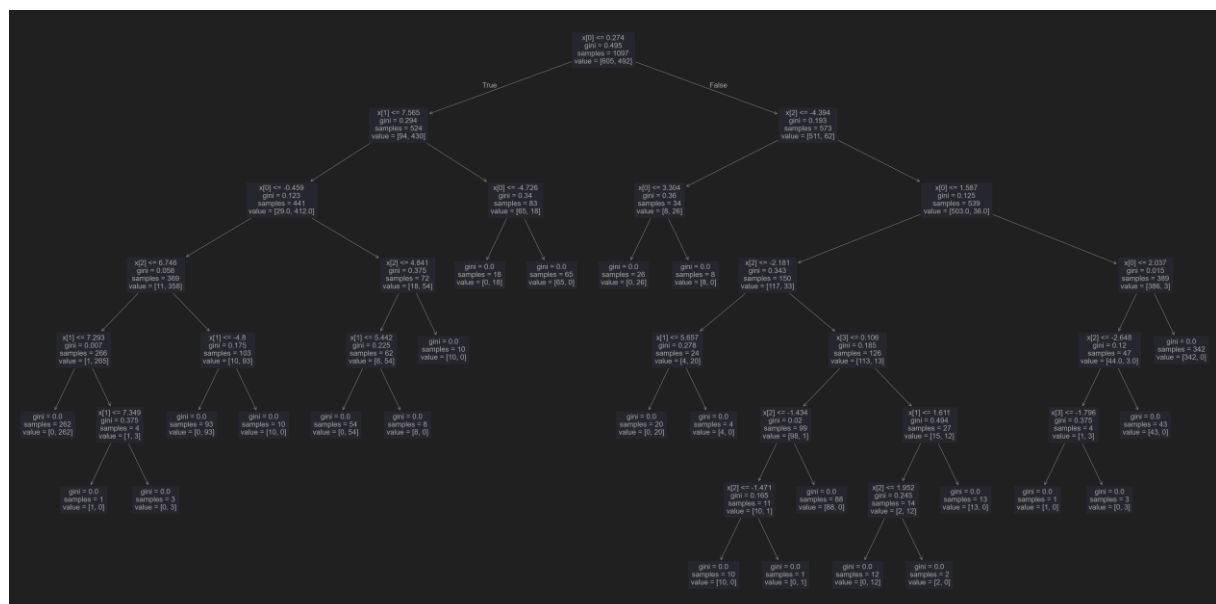 x[0] <= 0.274
gini = 0.495
samples = 1097
value = [605, 492]
True
False
x[1] <= 7.565
gini = 0.294
samples = 524
value = [94, 430]
x[2] <= -4.394
gini = 0.193
samples = 573
value = [511, 62]
x[0] <= -0.459
gini = 0.123
samples = 441
value = [29.0, 412.0]
x[0] <= -4.726
gini = 0.34
samples = 83
value = [65, 18]
x[0] <= 3.304
gini = 0.36
samples = 34
value = [8, 26]
x[0] <= 1.587
gini = 0.125
samples = 539
value = [503.0, 36.0]
x[2] <= 6.746
gini = 0.058
samples = 369
value = [11, 358]
x[2] <= 4.841
gini = 0.375
samples = 72
value = [18, 54]
gini = 0.0
samples = 18
value = [0, 18]
gini = 0.0
samples = 65
value = [65, 0]
gini = 0.0
samples = 26
value = [0, 26]
gini = 0.0
samples = 8
value = [8, 0]
x[2] <= -2.181
gini = 0.343
samples = 150
value = [117, 33]
x[0] <= 2.037
gini = 0.015
samples = 389
value = [386, 3]
x[1] <= 7.293
gini = 0.007
samples = 266
value = [1, 265]
x[1] <= -4.8
gini = 0.175
samples = 103
value = [10, 93]
x[1] <= 5.442
gini = 0.225
samples = 62
value = [8, 54]
gini = 0.0
samples = 10
value = [10, 0]
x[1] <= 5.657
gini = 0.278
samples = 24
value = [4, 20]
x[3] <= 0.106
gini = 0.185
samples = 126
value = [113, 13]
x[2] <= -2.648
gini = 0.12
samples = 47
value = [44.0, 3.0]
gini = 0.0
samples = 342
value = [342, 0]
gini = 0.0
samples = 262
value = [0, 262]
x[1] <= 7.349
gini = 0.375
samples = 4
value = [1, 3]
gini = 0.0
samples = 93
value = [0, 93]
gini = 0.0
samples = 10
value = [10, 0]
gini = 0.0
samples = 54
value = [0, 54]
gini = 0.0
samples = 8
value = [8, 0]
gini = 0.0
samples = 20
value = [0, 20]
gini = 0.0
samples = 4
value = [4, 0]
x[2] <= -1.434
gini = 0.02
samples = 99
value = [98, 1]
x[1] <= 1.611
gini = 0.494
samples = 27
value = [15, 12]
x[3] <= -1.796
gini = 0.375
samples = 4
value = [1, 3]
gini = 0.0
samples = 43
value = [43, 0]
gini = 0.0
samples = 1
value = [1, 0]
gini = 0.0
samples = 3
value = [0, 3]
x[2] <= -1.471
gini = 0.165
samples = 11
value = [10, 1]
gini = 0.0
samples = 88
value = [88, 0]
x[2] <= 1.952
gini = 0.245
samples = 14
value = [2, 12]
gini = 0.0
samples = 13
value = [13, 0]
gini = 0.0
samples = 1
value = [1, 0]
gini = 0.0
samples = 3
value = [0, 3]
gini = 0.0
samples = 10
value = [10, 0]
gini = 0.0
samples = 1
value = [0, 1]
gini = 0.0
samples = 12
value = [0, 12]
gini = 0.0
samples = 2
value = [2, 0]